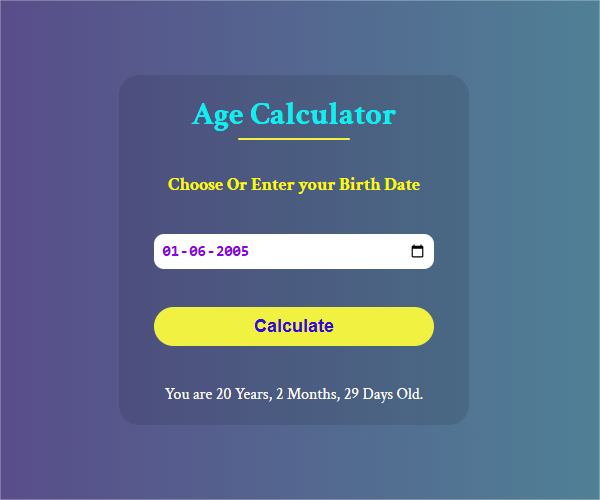 Age Calculator
Choose Or Enter your Birth Date
01-06-2005
Calculate
You are 20 Years, 2 Months, 29 Days Old.